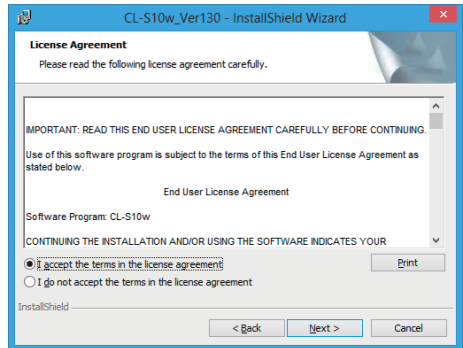 CL-S10w_Ver130 - InstallShield Wizard
License Agreement
Please read the following license agreement carefully.
IMPORTANT: READ THIS END USER LICENSE AGREEMENT CAREFULLY BEFORE CONTINUING.
Use of this software program is subject to the terms of this End User License Agreement as
stated below.
End User License Agreement
Software Program: CL-S10w
CONTINUING THE INSTALLATION AND/OR USING THE SOFTWARE INDICATES YOUR
I accept the terms in the license agreement
Print
I do not accept the terms in the license agreement
InstallShield
< Back
Next >
Cancel